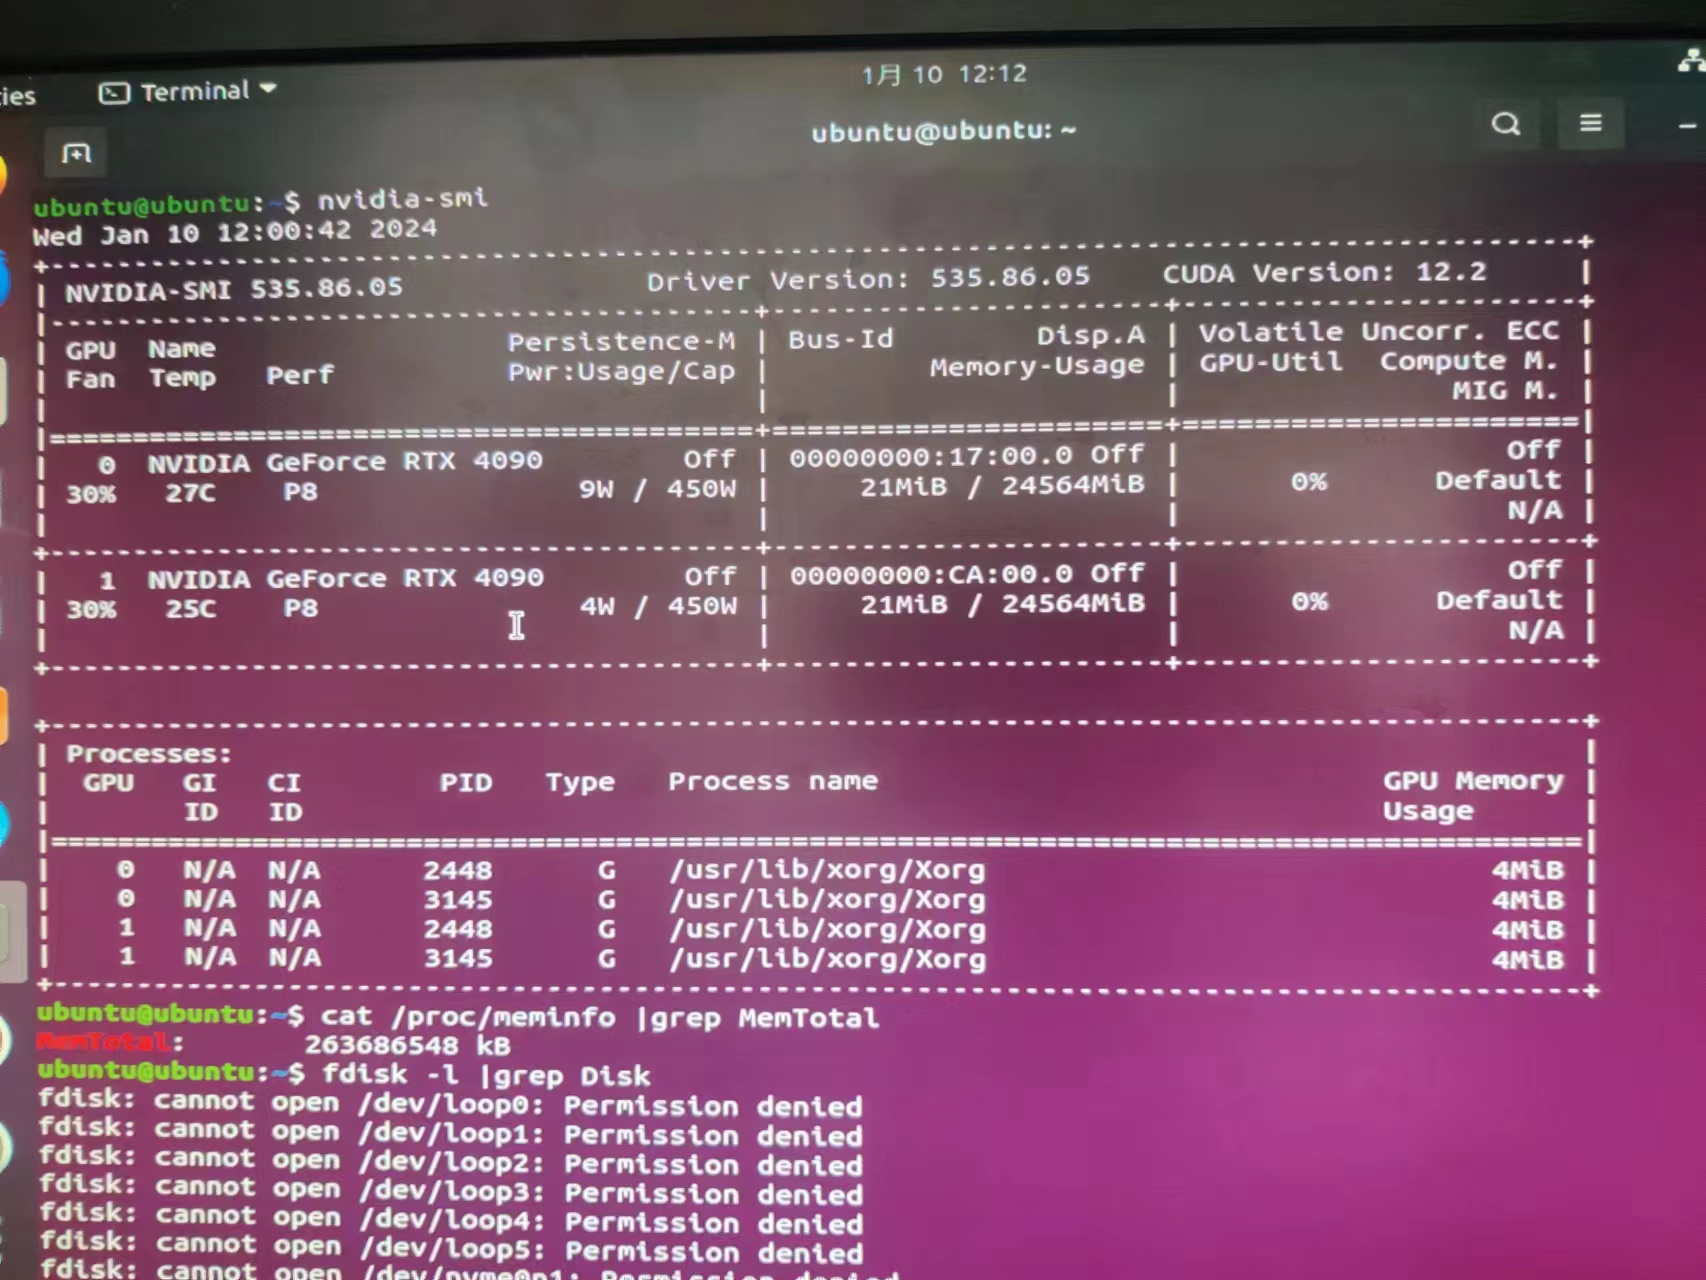 ies
Terminal
1月 10 12:12
ubuntu@ubuntu: ~
ubuntu@ubuntu:~$ nvidia-smi
Wed Jan 10 12:00:42 2024
NVIDIA-SMI 535.86.05 Driver Version: 535.86.05 CUDA Version: 12.2
GPU Name Persistence-M | Bus-Id Disp.A | Volatile Uncorr. ECC
Fan Temp Perf Pwr:Usage/Cap | Memory-Usage | GPU-Util Compute M.
MIG M.
0 NVIDIA GeForce RTX 4090 Off | 00000000:17:00.0 Off | Off
30% 27C P8 9W / 450W | 21MiB / 24564MiB | 0% Default
N/A
1 NVIDIA GeForce RTX 4090 Off | 00000000:CA:00.0 Off | Off
30% 25C P8 4W / 450W | 21MiB / 24564MiB | 0% Default
N/A
Processes:
GPU GI CI PID Type Process name GPU Memory
ID ID Usage
0 N/A N/A 2448 G /usr/lib/xorg/Xorg 4MiB
0 N/A N/A 3145 G /usr/lib/xorg/Xorg 4MiB
1 N/A N/A 2448 G /usr/lib/xorg/Xorg 4MiB
1 N/A N/A 3145 G /usr/lib/xorg/Xorg 4MiB
ubuntu@ubuntu:~$ cat /proc/meminfo |grep MemTotal
MemTotal: 263686548 kB
ubuntu@ubuntu:~$ fdisk -l |grep Disk
fdisk: cannot open /dev/loop0: Permission denied
fdisk: cannot open /dev/loop1: Permission denied
fdisk: cannot open /dev/loop2: Permission denied
fdisk: cannot open /dev/loop3: Permission denied
fdisk: cannot open /dev/loop4: Permission denied
fdisk: cannot open /dev/loop5: Permission denied
fdisk: cannot open /dev/nvme0n1: Permission denied